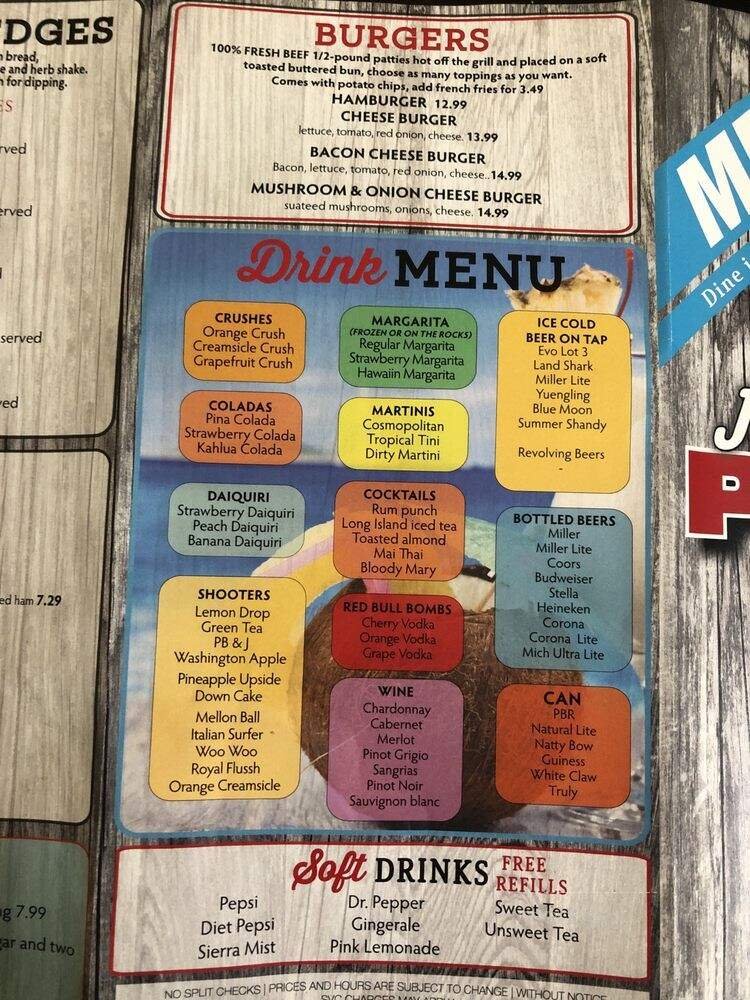 DGES
bread,
e and herb shake.
for dipping.
ES
rved
erved
served
ed
ed ham 7.29
g 7.99
gar and two
BURGERS
100% FRESH BEEF 1/2-pound patties hot off the grill and placed on a soft
toasted buttered bun, choose as many toppings as you want.
Comes with potato chips, add french fries for 3.49
HAMBURGER 12.99
CHEESE BURGER
lettuce, tomato, red onion, cheese. 13.99
BACON CHEESE BURGER
Bacon, lettuce, tomato, red onion, cheese..14.99
MUSHROOM & ONION CHEESE BURGER
suateed mushrooms, onions, cheese. 14.99
Drink MENU
CRUSHES
Orange Crush
Creamsicle Crush
Grapefruit Crush
COLADAS
Pina Colada
Strawberry Colada
Kahlua Colada
DAIQUIRI
Strawberry Daiquiri
Peach Daiquiri
Banana Daiquiri
SHOOTERS
Lemon Drop
Green Tea
PB & J
Washington Apple
Pineapple Upside
Down Cake
Mellon Ball
Italian Surfer
Woo Woo
Royal Flussh
Orange Creamsicle
MARGARITA
(FROZEN OR ON THE ROCKS)
Regular Margarita
Strawberry Margarita
Hawaiin Margarita
MARTINIS
Cosmopolitan
Tropical Tini
Dirty Martini
COCKTAILS
Rum punch
Long Island iced tea
Toasted almond
Mai Thai
Bloody Mary
RED BULL BOMBS
Cherry Vodka
Orange Vodka
Grape Vodka
WINE
Chardonnay
Cabernet
Merlot
Pinot Grigio
Sangrias
Pinot Noir
Sauvignon blanc
ICE COLD
BEER ON TAP
Evo Lot 3
Land Shark
Miller Lite
Yuengling
Blue Moon
Summer Shandy
Revolving Beers
-
BOTTLED BEERS
Miller
Miller Lite
Coors
Budweiser
Stella
Heineken
Corona
Corona Lite
Mich Ultra Lite
CAN
PBR
Natural Lite
Natty Bow
Guiness
White Claw
Truly
Soft DRINKS FREE
REFILLS
Pepsi
Diet Pepsi
Sierra Mist
Dr. Pepper
Gingerale
Pink Lemonade
Sweet Tea
Unsweet Tea
NO SPLIT CHECKS | PRICES AND HOURS ARE SUBJECT TO CHANGE | WITHOUT NOTICE
SVC CHARGES MAY
M
Dine i
J
P